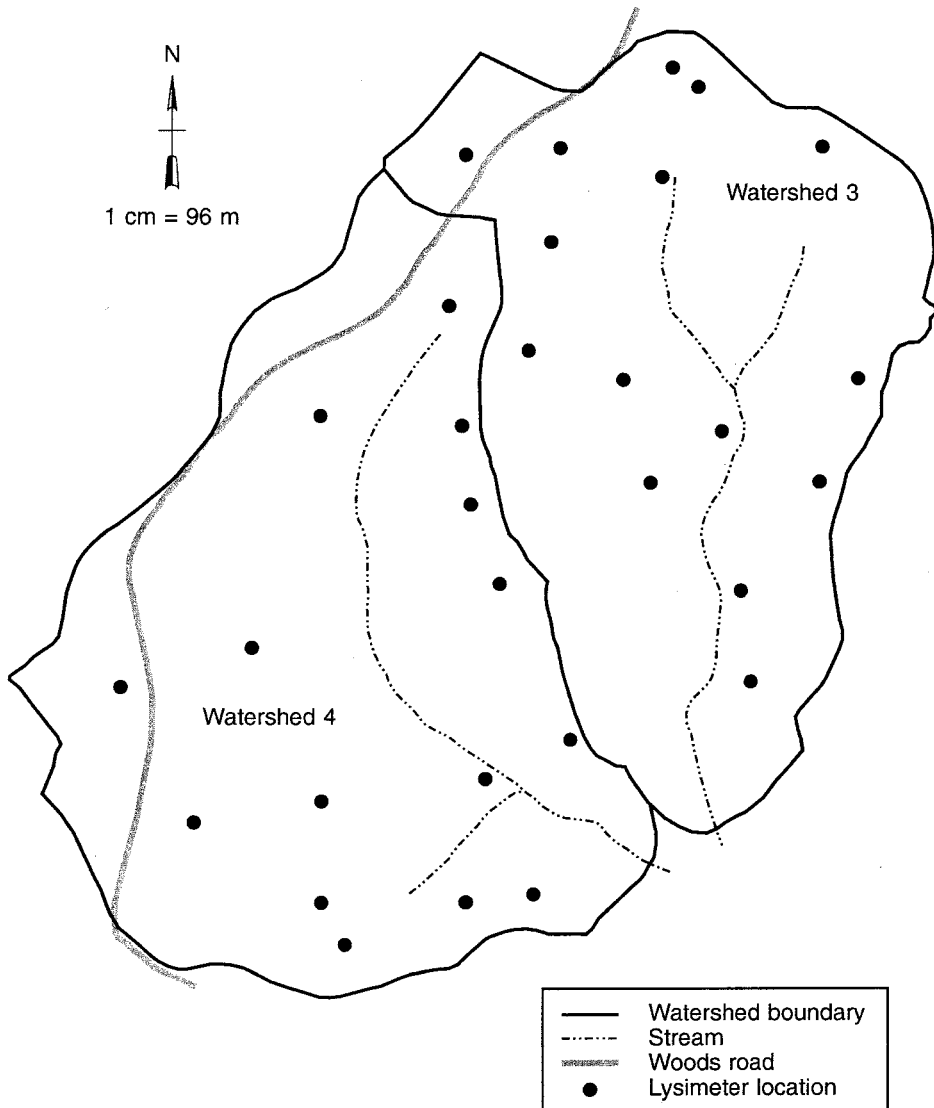 N
1 cm = 96 m
Watershed 3
Watershed 4
Watershed boundary
Stream
Woods road
Lysimeter location